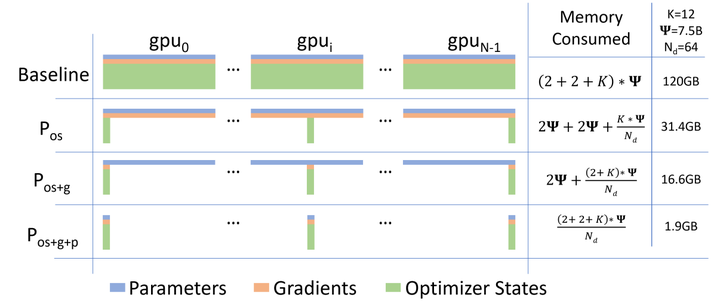 gpu0 gpui gpuN-1 Memory Consumed K=12 Ψ=7.5B Nd=64
Baseline ... ... (2 + 2 + K) * Ψ 120GB
Pos ... ... 2Ψ + 2Ψ + K * Ψ / Nd 31.4GB
Pos+g ... ... 2Ψ + (2+K)* Ψ / Nd 16.6GB
Pos+g+p ... ... (2+2+K)* Ψ / Nd 1.9GB
Parameters Gradients Optimizer States